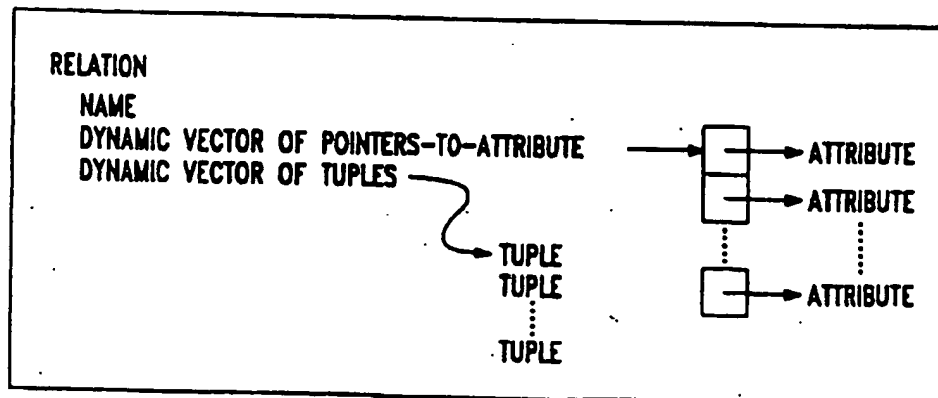 RELATION
NAME
DYNAMIC VECTOR OF POINTERS-TO-ATTRIBUTE
DYNAMIC VECTOR OF TUPLES
ATTRIBUTE
ATTRIBUTE
ATTRIBUTE
TUPLE
TUPLE
TUPLE